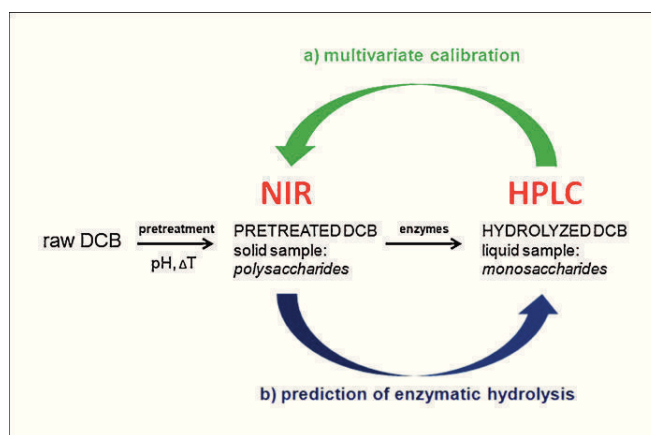 a) multivariate calibration
NIR
HPLC
raw DCB
pretreatment
pH, ΔT
PRETREATED DCB
solid sample:
polysaccharides
enzymes
HYDROLYZED DCB
liquid sample:
monosaccharides
b) prediction of enzymatic hydrolysis